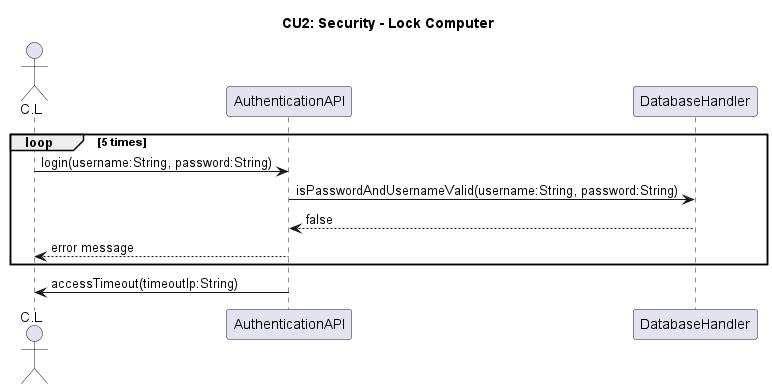 CU2: Security - Lock Computer
C.L
AuthenticationAPI
DatabaseHandler
loop [5 times]
login(username:String, password:String)
isPasswordAndUsernameValid(username:String, password:String)
false
error message
accessTimeout(timeoutIp:String)
C.L
AuthenticationAPI
DatabaseHandler